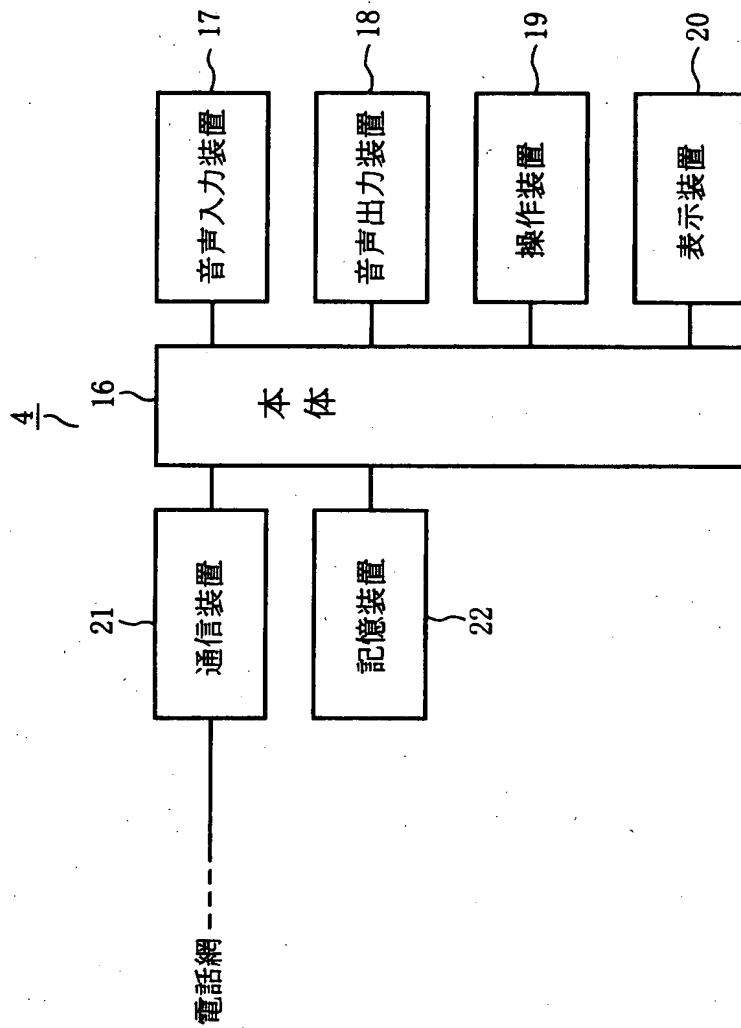 4
16
本体
17
音声入力装置
18
音声出力装置
19
操作装置
20
表示装置
21
通信装置
22
記憶装置
電話網